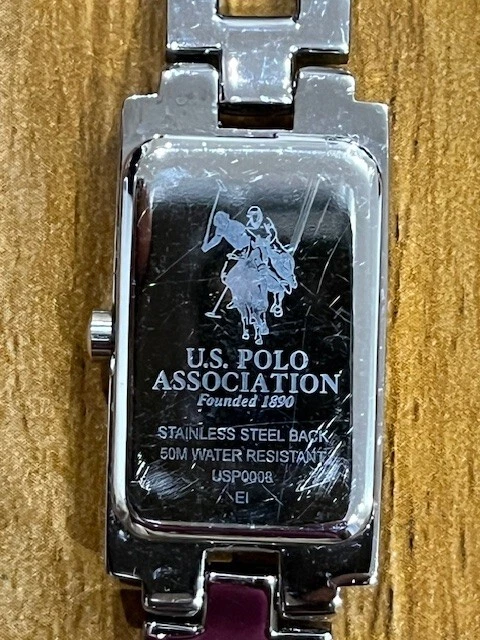 U.S. POLO
ASSOCIATION
Founded 1890
STAINLESS STEEL BACK
50M WATER RESISTANT
USP0008
EI